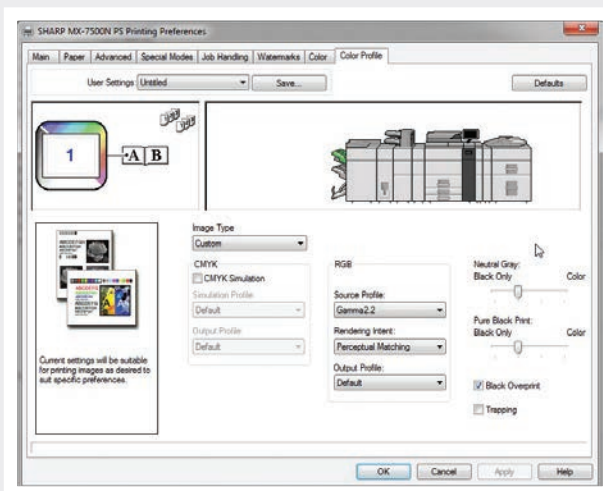 SHARP MX-7500N PS Printing Preferences
Main Paper Advanced Special Modes Job Handling Watermarks Color Color Profile
User Settings: Untitled Save... Defaults
1 A B
Image Type
Custom
CMYK
CMYK Simulation
Simulation Profile
Default
Output Profile
Default
RGB
Source Profile:
Gamma2.2
Rendering Intent:
Perceptual Matching
Output Profile:
Default
Neutral Gray:
Black Only Color
Pure Black Print:
Black Only Color
Black Overprint
Trapping
Current settings will be suitable
for printing images as desired to
suit specific preferences.
OK Cancel Apply Help